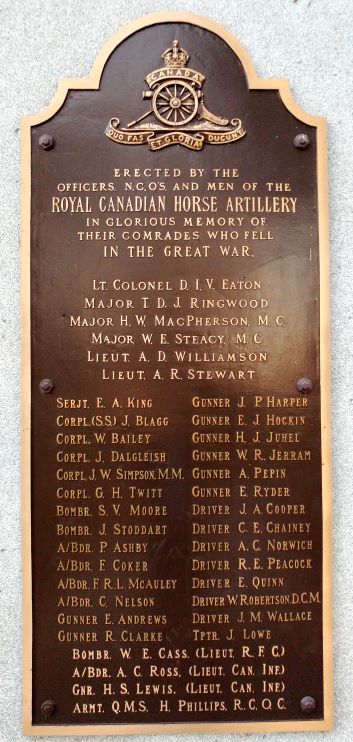 CANADA
QUO FAS ET GLORIA DUCUNT
ERECTED BY THE
OFFICERS, N.C.O'S AND MEN OF THE
ROYAL CANADIAN HORSE ARTILLERY
IN GLORIOUS MEMORY OF
THEIR COMRADES WHO FELL
IN THE GREAT WAR.
LT. COLONEL D. I. V. EATON
MAJOR T. D. J. RINGWOOD
MAJOR H. W. MACPHERSON, M.C.
MAJOR W. E. STEACY, M.C.
LIEUT. A. D. WILLIAMSON
LIEUT. A. R. STEWART
SERJT. E. A. KING
CORPL. (S.S.) J. BLAGG
CORPL. W. BAILEY
CORPL. J. DALGLEISH
CORPL. J. W. SIMPSON, M.M.
CORPL. G. H. TWITT
BOMBR. S. V. MOORE
BOMBR. J. STODDART
A/BDR. P. ASHBY
A/BDR. F. COKER
A/BDR. F. R. L. MCAULEY
A/BDR. C. NELSON
GUNNER E. ANDREWS
GUNNER R. CLARKE
GUNNER J. P. HARPER
GUNNER E. J. HOCKIN
GUNNER H. J. JUHEL
GUNNER W. R. JERRAM
GUNNER A. PEPIN
GUNNER E. RYDER
DRIVER J. A. COOPER
DRIVER C. E. CHAINEY
DRIVER A. C. NORWICH
DRIVER R. E. PEACOCK
DRIVER E. QUINN
DRIVER W. ROBERTSON, D.C.M.
DRIVER J. M. WALLACE
TPTR. J. LOWE
BOMBR. W. E. CASS. (LIEUT. R.F.C.)
A/BDR. A. C. ROSS, (LIEUT. CAN. INF.)
GNR. H. S. LEWIS. (LIEUT. CAN. INF.)
ARMT. Q.M.S. H. PHILLIPS, R.C.O.C.